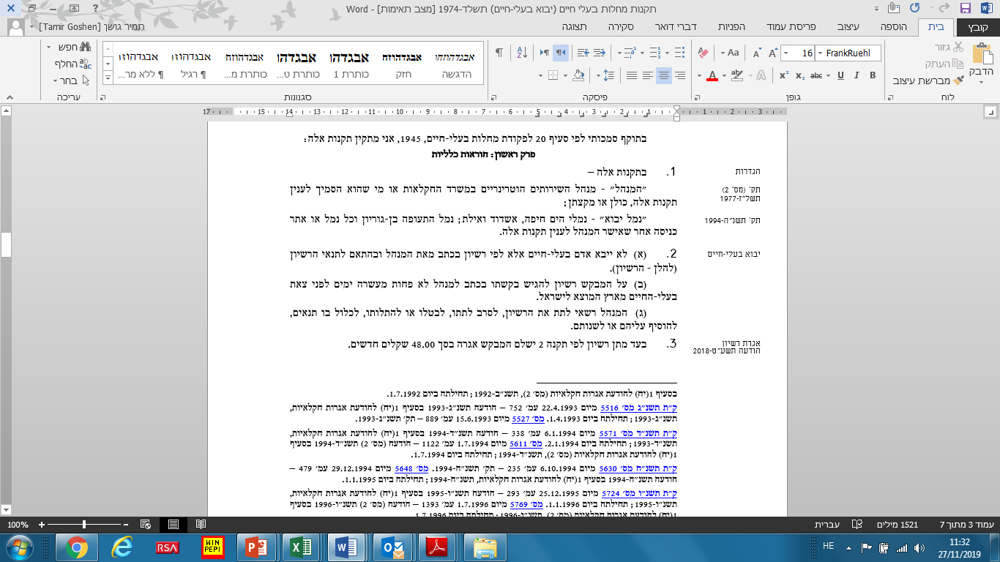 תקנות מחלות בעלי חיים (יבוא בעלי-חיים) תשלד-1974 [מצב תאימות] - Word
קובץ
בית
הוספה
עיצוב
פריסת עמוד
הפניות
דברי דואר
סקירה
תצוגה
תמיר גושן [Tamir Goshen]
הדבק
גזור
העתק
מברשת עיצוב
לוח
FrankRuehl
16
גופן
פיסקה
אבגדהוזחי
הדגשה
אבגדהוזח
חזק
אבגדהו
כותרת 1
אבגדהו
כותרת ט...
אבגדהוזח
כותרת מ...
אבגדהוזו
¶ רגיל
אבגדהוזו
¶ ללא מר...
סגנונות
חפש
החלף
בחר
עריכה
בתוקף סמכותי לפי סעיף 20 לפקודת מחלות בעלי-חיים, 1945, אני מתקין תקנות אלה:
פרק ראשון: הוראות כלליות
הגדרות
1. בתקנות אלה –
תק' (מס' 2)
תשל"ז-1977
"המנהל" - מנהל השירותים הוטרינריים במשרד החקלאות או מי שהוא הסמיך לענין
תקנות אלה, כולן או מקצתן;
תק' תשנ"ה-1994
"נמל יבוא" - נמלי הים חיפה, אשדוד ואילת; נמל התעופה בן-גוריון וכל נמל או אתר
כניסה אחר שאישר המנהל לענין תקנות אלה.
יבוא בעלי-חיים
2. (א) לא ייבא אדם בעלי-חיים אלא לפי רשיון בכתב מאת המנהל ובהתאם לתנאי הרשיון
(להלן - הרשיון).
(ב) על המבקש רשיון להגיש בקשתו בכתב למנהל לא פחות מעשרה ימים לפני צאת
בעלי-החיים מארץ המוצא לישראל.
(ג) המנהל רשאי לתת את הרשיון, לסרב לתתו, לבטלו או להתלותו, לכלול בו תנאים,
להוסיף עליהם או לשנותם.
אגרת רשיון
הודעה תשע"ט-2018
3. בעד מתן רשיון לפי תקנה 2 ישלם המבקש אגרה בסך 48.00 שקלים חדשים.
בסעיף 1(יח) להודעת אגרות חקלאיות (מס' 2), תשנ"ב-1992; תחילתה ביום 1.7.1992.
ק"ת תשנ"ג מס' 5516 מיום 22.4.1993 עמ' 752 – הודעה תשנ"ג-1993 בסעיף 1(יח) להודעת אגרות חקלאיות,
תשנ"ג-1993; תחילתה ביום 1.4.1993. מס' 5527 מיום 15.6.1993 עמ' 889 – תק' תשנ"ג-1993.
ק"ת תשנ"ד מס' 5571 מיום 6.1.1994 עמ' 338 – הודעה תשנ"ד-1994 בסעיף 1(יח) להודעת אגרות חקלאיות,
תשנ"ד-1993; תחילתה ביום 2.1.1994. מס' 5611 מיום 1.7.1994 עמ' 1122 – הודעה (מס' 2) תשנ"ד-1994 בסעיף
1(יח) להודעת אגרות חקלאיות (מס' 2), תשנ"ד-1994; תחילתה ביום 1.7.1994.
ק"ת תשנ"ה מס' 5630 מיום 6.10.1994 עמ' 235 – תק' תשנ"ה-1994. מס' 5648 מיום 29.12.1994 עמ' 479 –
הודעה תשנ"ה-1994 בסעיף 1(יח) להודעת אגרות חקלאיות, תשנ"ה-1994; תחילתה ביום 1.1.1995.
ק"ת תשנ"ו מס' 5724 מיום 25.12.1995 עמ' 293 – הודעה תשנ"ו-1995 בסעיף 1(יח) להודעת אגרות חקלאיות,
תשנ"ו-1995; תחילתה ביום 1.1.1996. מס' 5769 מיום 1.7.1996 עמ' 1393 – הודעה (מס' 2) תשנ"ו-1996 בסעיף
1(יח) להודעת אגרות חקלאיות (מס' 2), תשנ"ו-1996; תחילתה ביום 1.7.1996
עמוד 3 מתוך 7
1521 מילים
עברית
100%
RSA
WIN PEPI
HE
11:32
27/11/2019